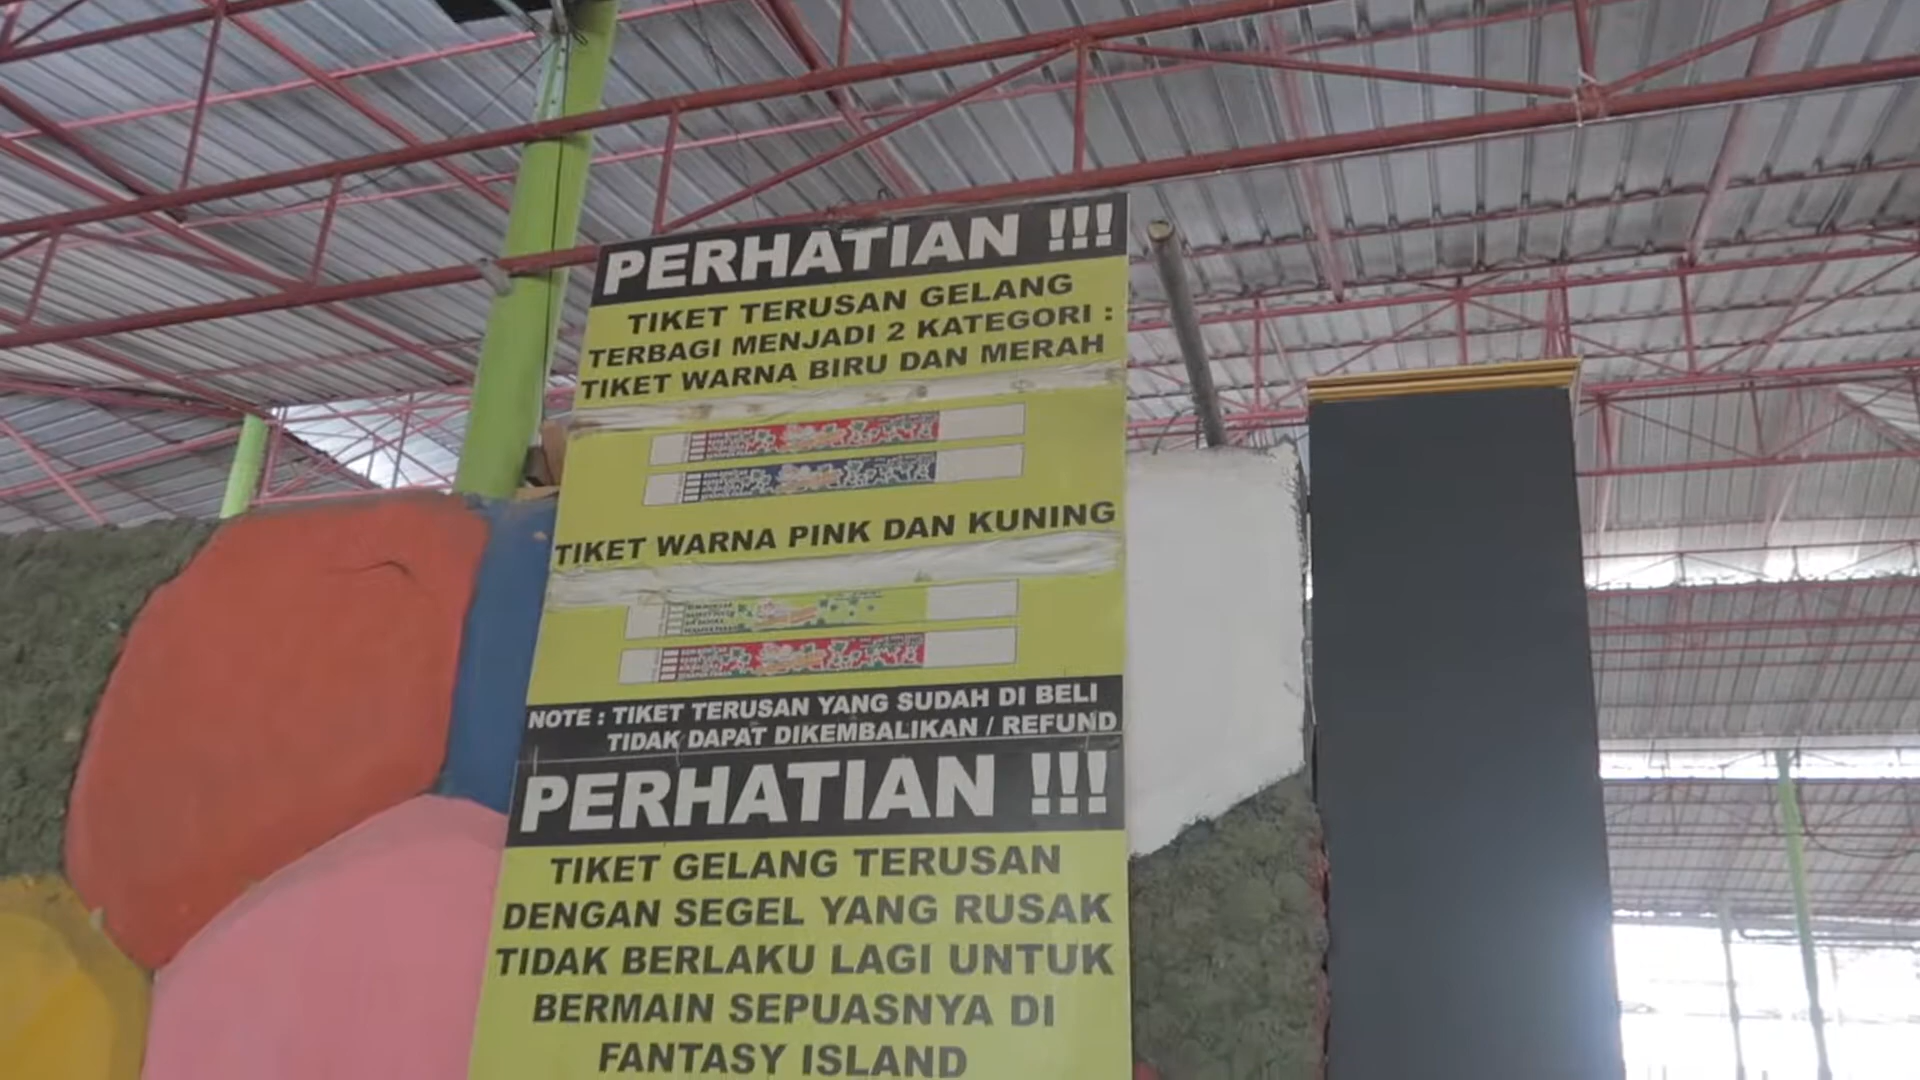 PERHATIAN !!!
TIKET TERUSAN GELANG
TERBAGI MENJADI 2 KATEGORI :
TIKET WARNA BIRU DAN MERAH
TIKET WARNA PINK DAN KUNING
NOTE : TIKET TERUSAN YANG SUDAH DI BELI
TIDAK DAPAT DIKEMBALIKAN / REFUND
PERHATIAN !!!
TIKET GELANG TERUSAN
DENGAN SEGEL YANG RUSAK
TIDAK BERLAKU LAGI UNTUK
BERMAIN SEPUASNYA DI
FANTASY ISLAND